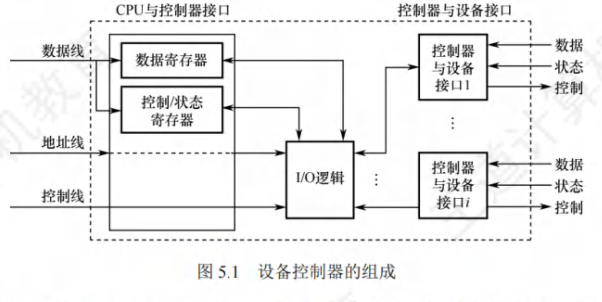 CPU与控制器接口
控制器与设备接口
数据线
数据寄存器
控制/状态
寄存器
地址线
控制线
I/O逻辑
控制器
与设备
接口1
数据
状态
控制
⋮
…
控制器
与设备
接口i
数据
状态
控制
图 5.1 设备控制器的组成